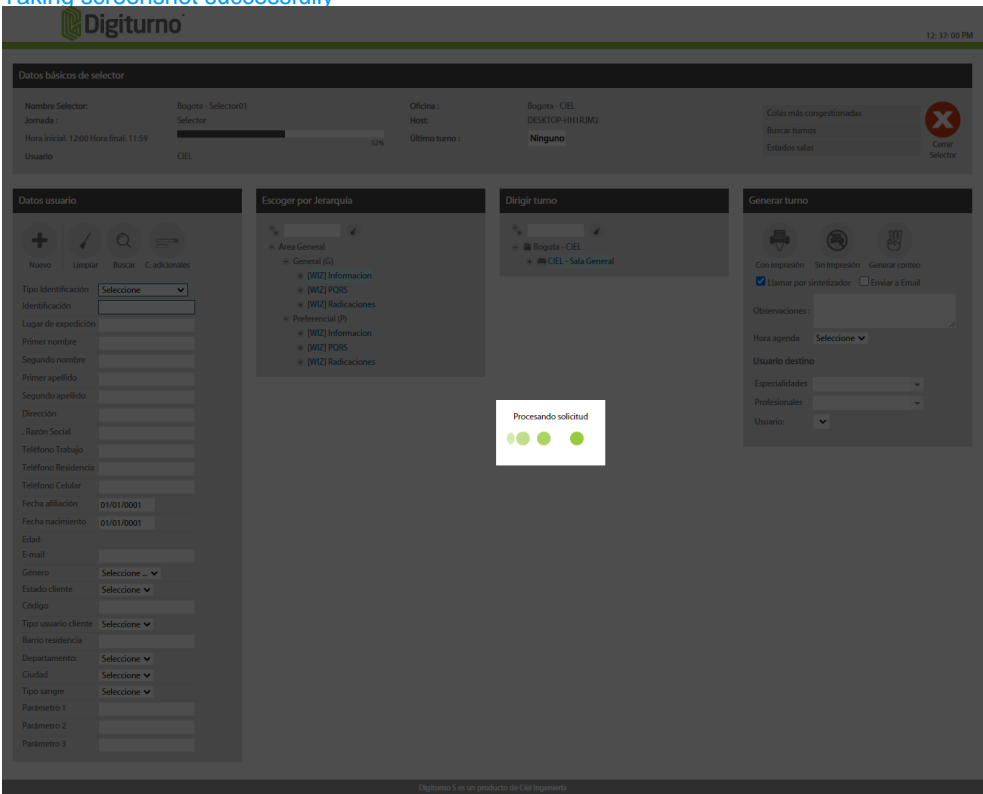 Taking screenshot successfully
Digiturno
12: 37: 00 PM
Datos básicos de selector
Nombre Selector: Bogota - Selector01 Oficina : Bogota - CIEL
Jornada : Selector Host: DESKTOP-HH1RJM2
Hora inicial: 12:00 Hora final: 11:59 52% Último turno : Ninguno
Usuario CIEL
Colas más congestionadas
Buscar turnos
Estados salas
Cerrar
Selector
Datos usuario
Nuevo Limpiar Buscar C. adicionales
Tipo Identificación Seleccione
Identificación
Lugar de expedición
Primer nombre
Segundo nombre
Primer apellido
Segundo apellido
Dirección
. Razón Social
Teléfono Trabajo
Teléfono Residencia
Teléfono Celular
Fecha afiliación 01/01/0001
Fecha nacimiento 01/01/0001
Edad:
E-mail
Género Seleccione ...
Estado cliente Seleccione
Código
Tipo usuario cliente Seleccione
Barrio residencia
Departamento: Seleccione
Ciudad Seleccione
Tipo sangre Seleccione
Parámetro 1
Parámetro 2
Parámetro 3
Escoger por Jerarquía
Area General
General (G)
[WIZ] Informacion
[WIZ] PQRS
[WIZ] Radicaciones
Preferencial (P)
[WIZ] Informacion
[WIZ] PQRS
[WIZ] Radicaciones
Dirigir turno
Bogota - CIEL
CIEL - Sala General
Generar turno
Con impresión Sin Impresión Generar conteo
Llamar por sintetizador Enviar a Email
Observaciones :
Hora agenda Seleccione
Usuario destino
Especialidades
Profesionales
Usuario:
Procesando solicitud
Digiturno 5 es un producto de Ciel Ingeniería